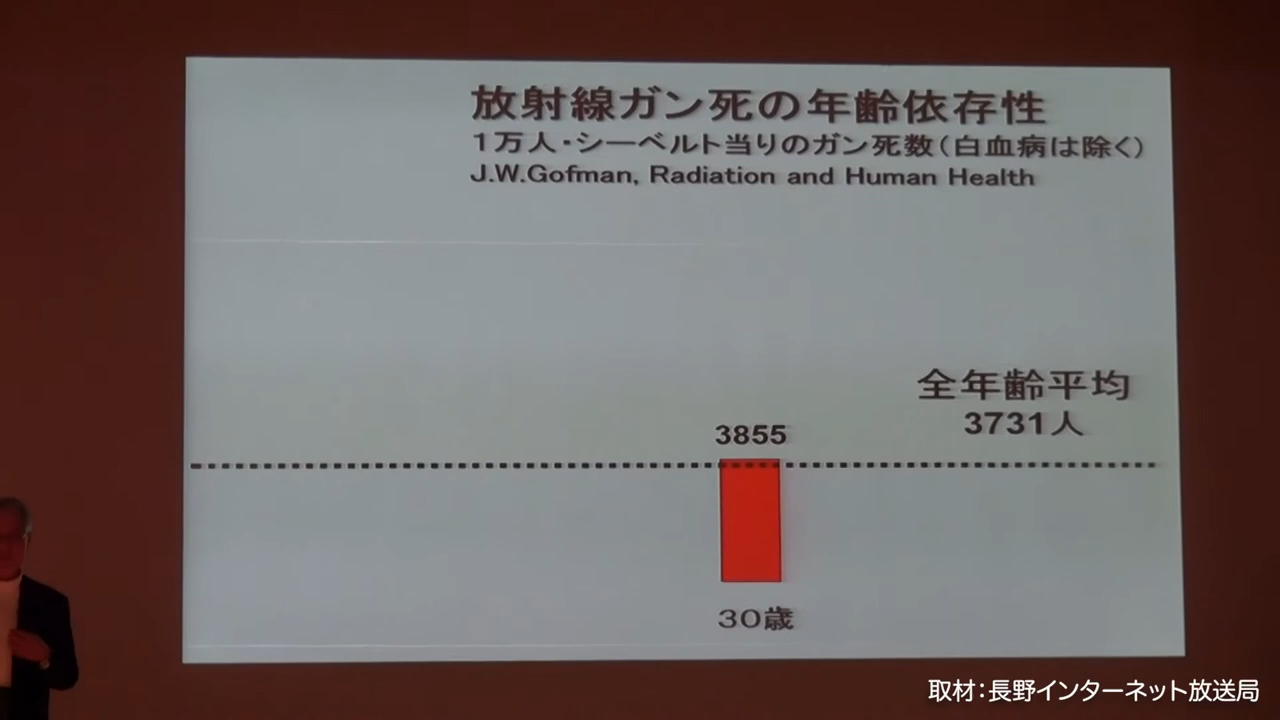 放射線ガン死の年齢依存性
1万人・シーベルト当りのガン死数(白血病は除く)
J.W.Gofman, Radiation and Human Health
全年齢平均
3731人
3855
30歳
取材:長野インターネット放送局